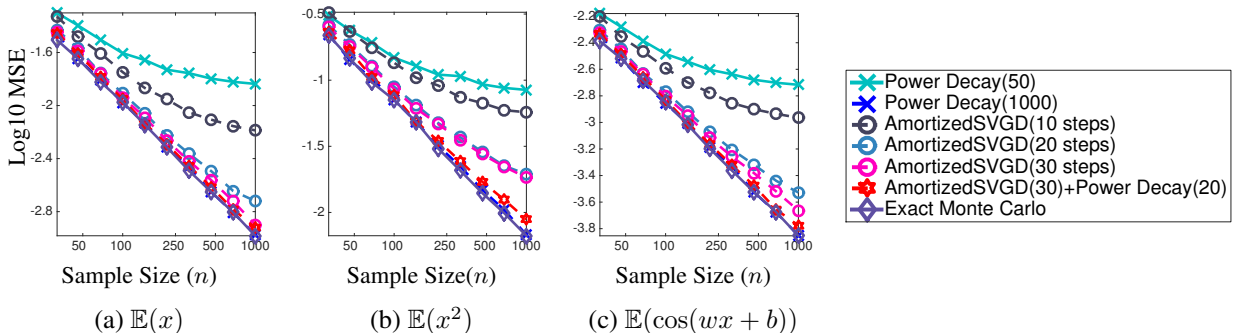 Log10 MSE
-1.6
-2
-2.4
-2.8
50 100 250 500 1000
Sample Size (n)
(a) 𝔼(x)
-0.5
-1
-1.5
-2
50 100 250 500 1000
Sample Size(n)
(b) 𝔼(x²)
-2.2
-2.4
-2.6
-2.8
-3
-3.2
-3.4
-3.6
-3.8
50 100 250 500 1000
Sample Size (n)
(c) 𝔼(cos(wx + b))
Power Decay(50)
Power Decay(1000)
AmortizedSVGD(10 steps)
AmortizedSVGD(20 steps)
AmortizedSVGD(30 steps)
AmortizedSVGD(30)+Power Decay(20)
Exact Monte Carlo